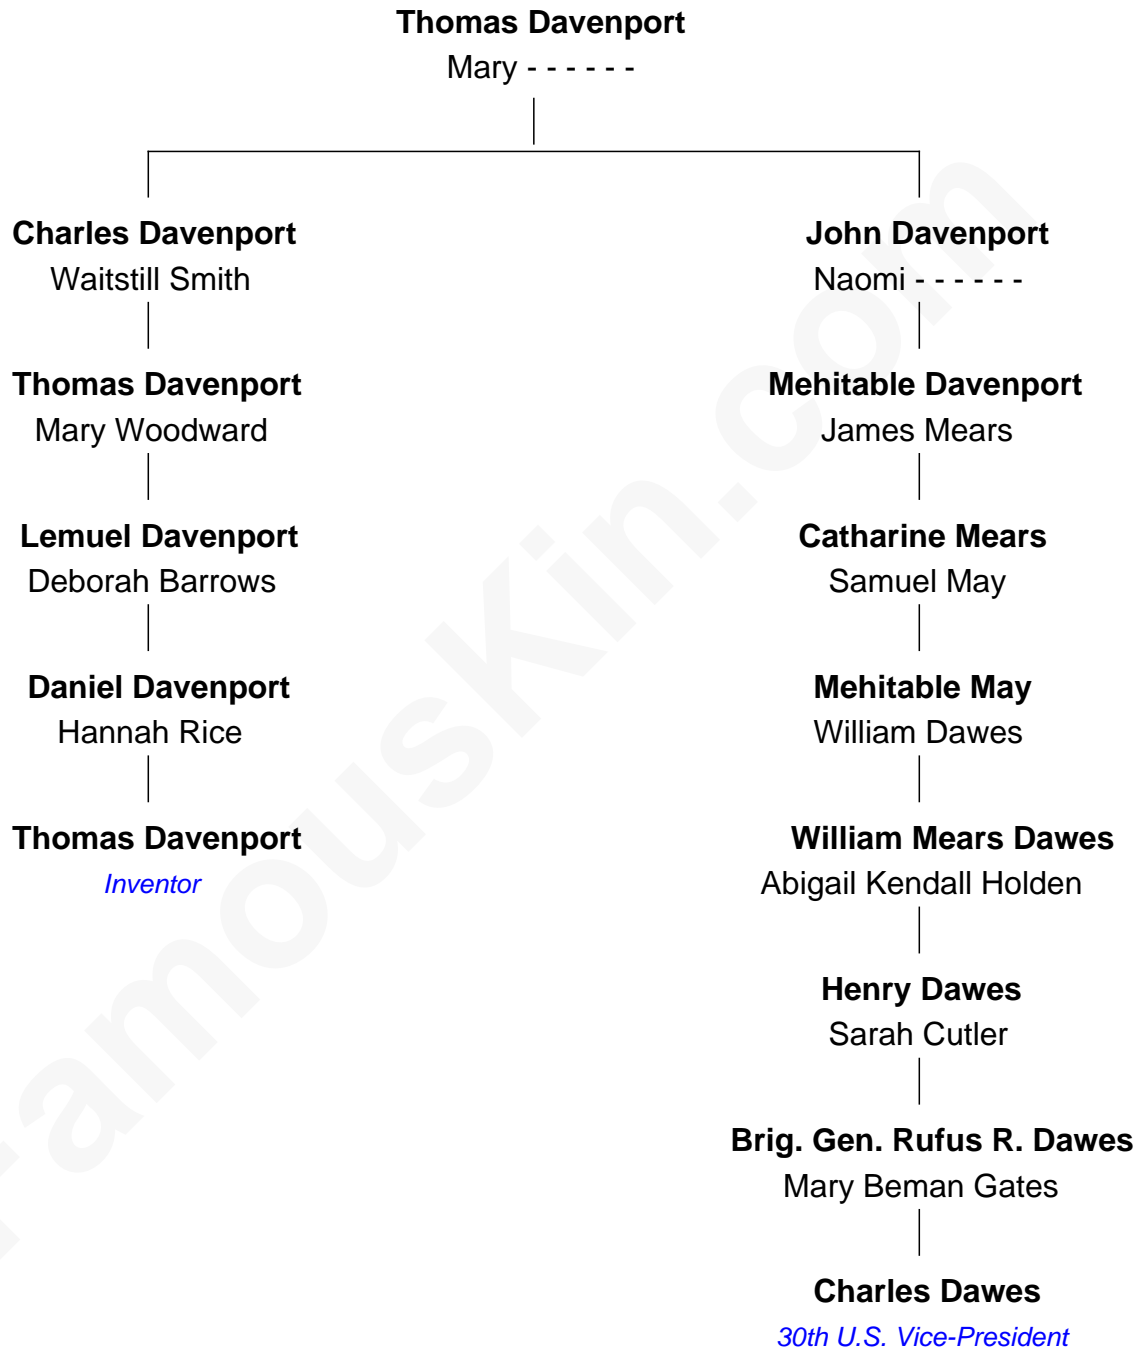 Thomas Davenport
Mary - - - - - -
Charles Davenport
Waitstill Smith
Thomas Davenport
Mary Woodward
Lemuel Davenport
Deborah Barrows
Daniel Davenport
Hannah Rice
Thomas Davenport
Inventor
John Davenport
Naomi - - - - - -
Mehitable Davenport
James Mears
Catharine Mears
Samuel May
Mehitable May
William Dawes
William Mears Dawes
Abigail Kendall Holden
Henry Dawes
Sarah Cutler
Brig. Gen. Rufus R. Dawes
Mary Beman Gates
Charles Dawes
30th U.S. Vice-President
FamousKin.com